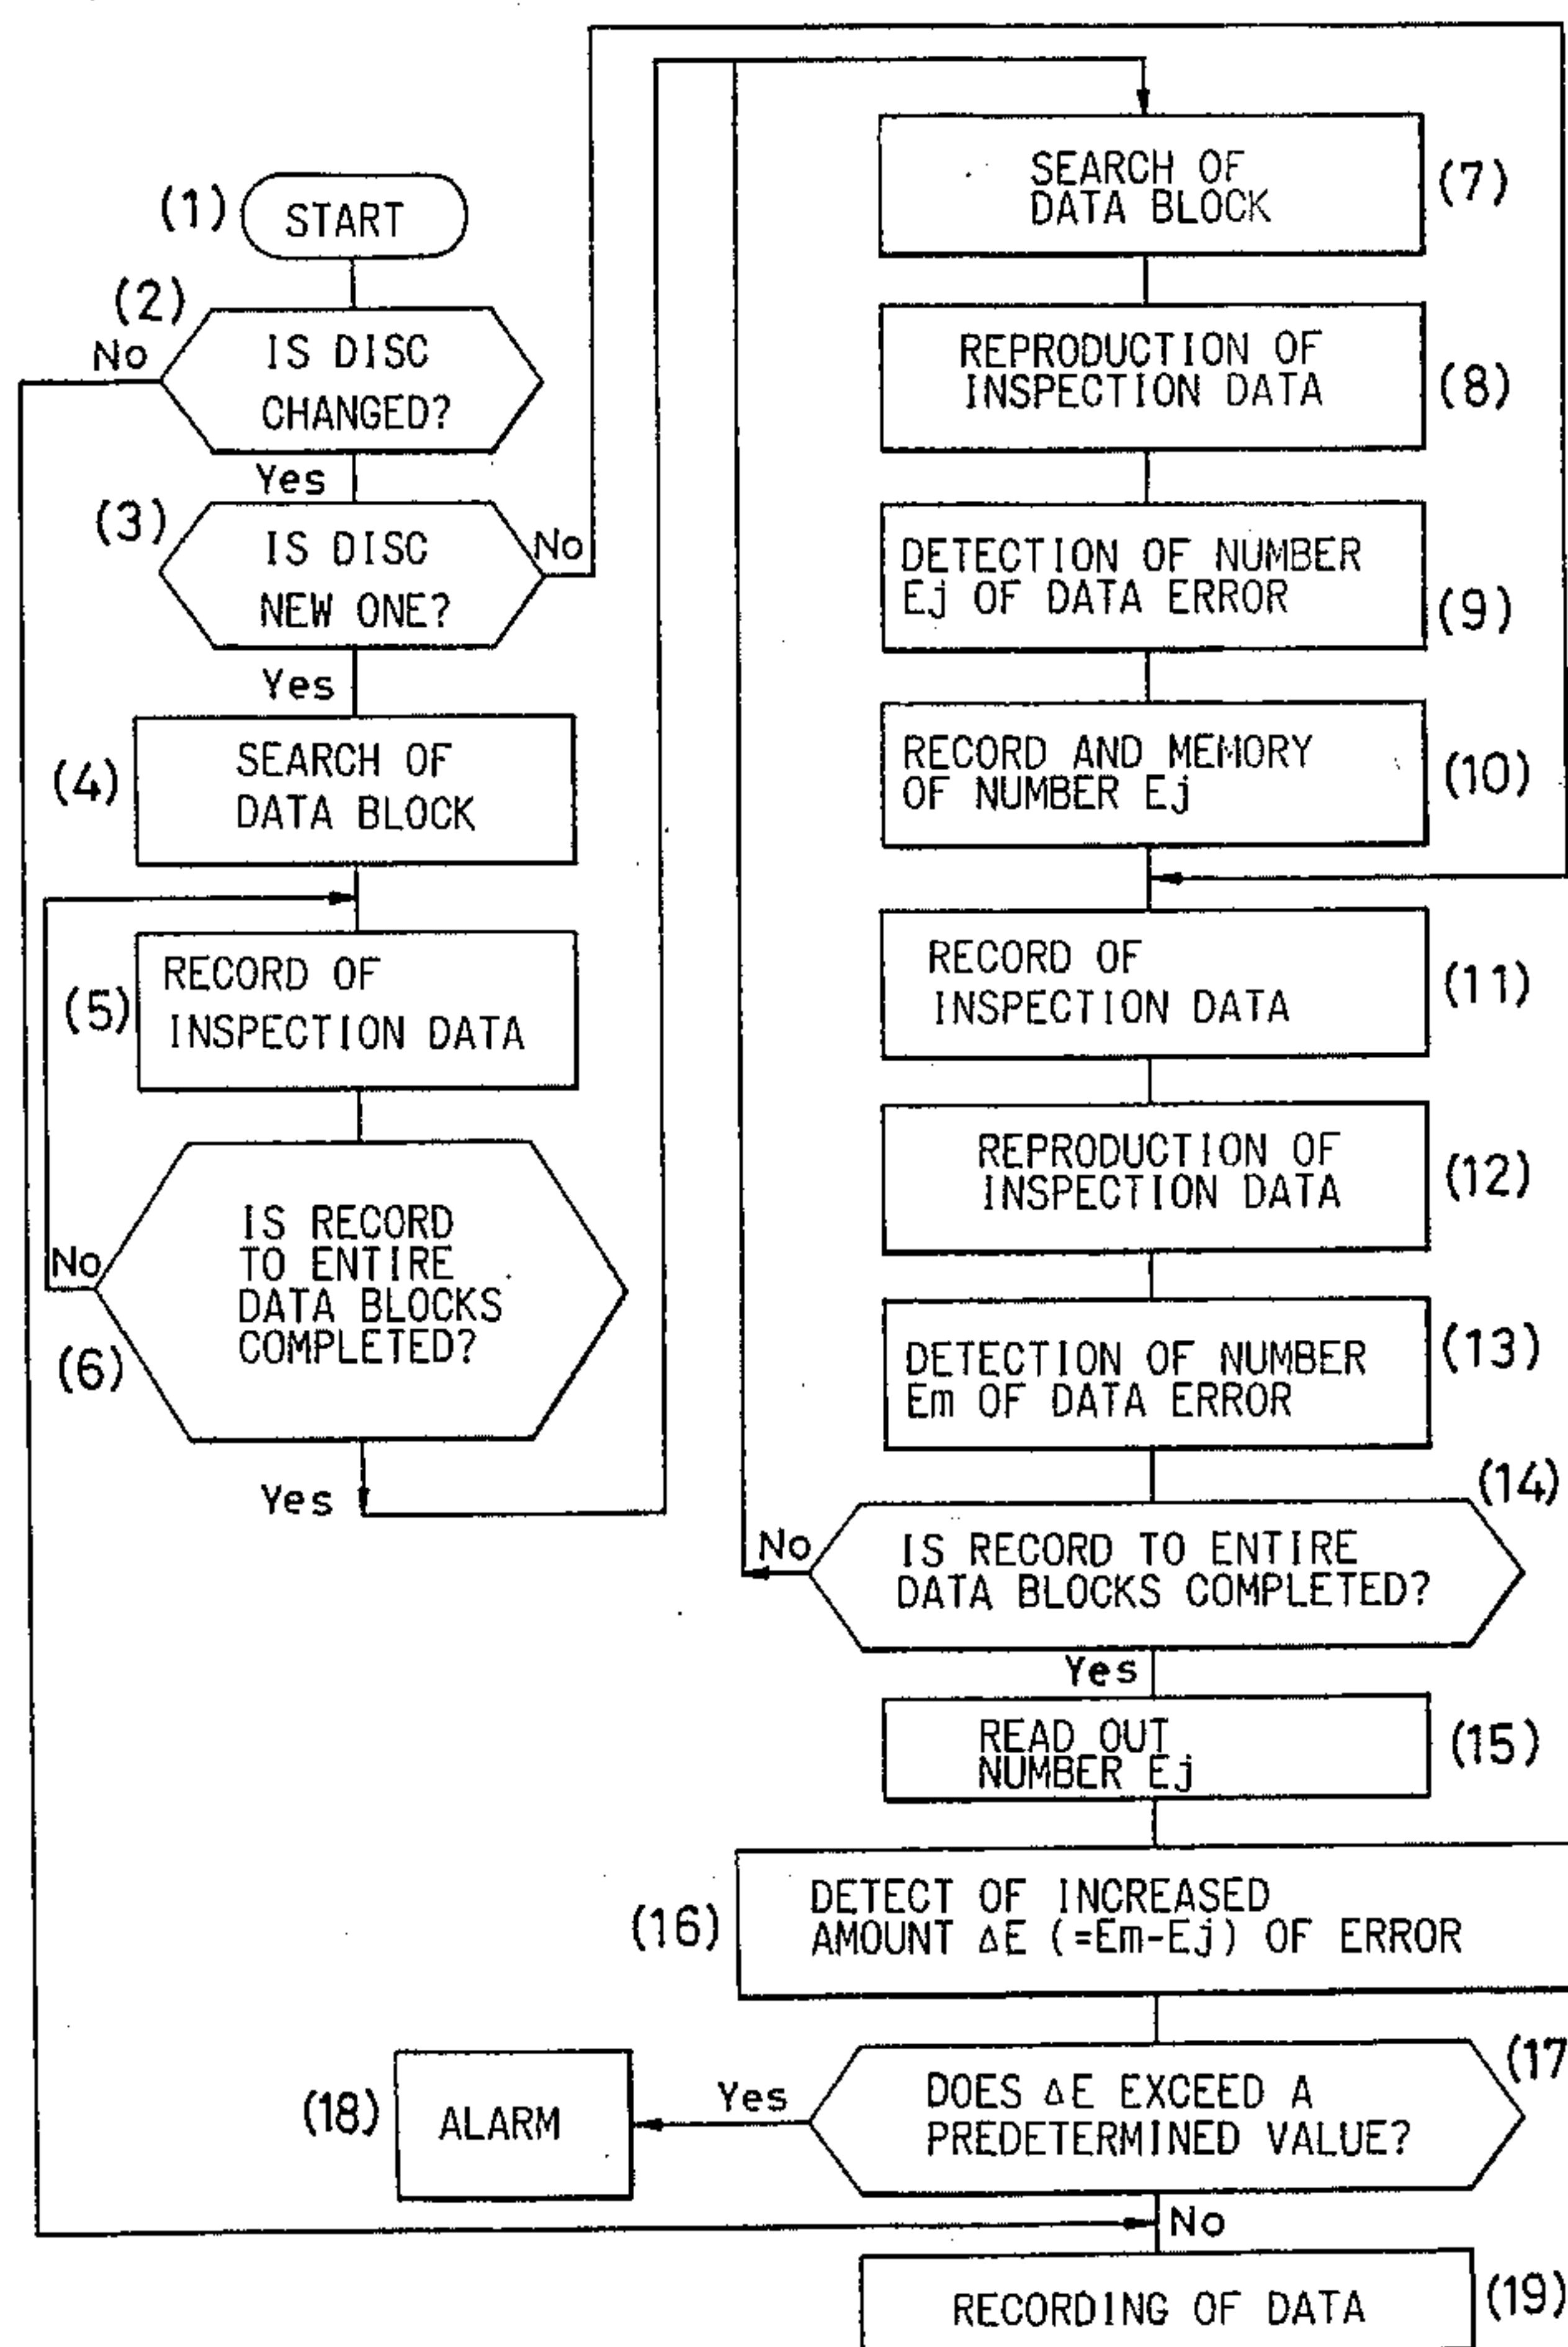 (1)
START
(2)
No
IS DISC
CHANGED?
Yes
(3)
IS DISC
NEW ONE?
No
Yes
(4)
SEARCH OF
DATA BLOCK
(5)
RECORD OF
INSPECTION DATA
No
IS RECORD
TO ENTIRE
DATA BLOCKS
COMPLETED?
(6)
Yes
SEARCH OF
DATA BLOCK
(7)
REPRODUCTION OF
INSPECTION DATA
(8)
DETECTION OF NUMBER
Ej OF DATA ERROR
(9)
RECORD AND MEMORY
OF NUMBER Ej
(10)
RECORD OF
INSPECTION DATA
(11)
REPRODUCTION OF
INSPECTION DATA
(12)
DETECTION OF NUMBER
Em OF DATA ERROR
(13)
(14)
No
IS RECORD TO ENTIRE
DATA BLOCKS COMPLETED?
Yes
READ OUT
NUMBER Ej
(15)
(16)
DETECT OF INCREASED
AMOUNT ΔE (=Em-Ej) OF ERROR
(17
DOES ΔE EXCEED A
PREDETERMINED VALUE?
Yes
(18)
ALARM
No
RECORDING OF DATA
(19)